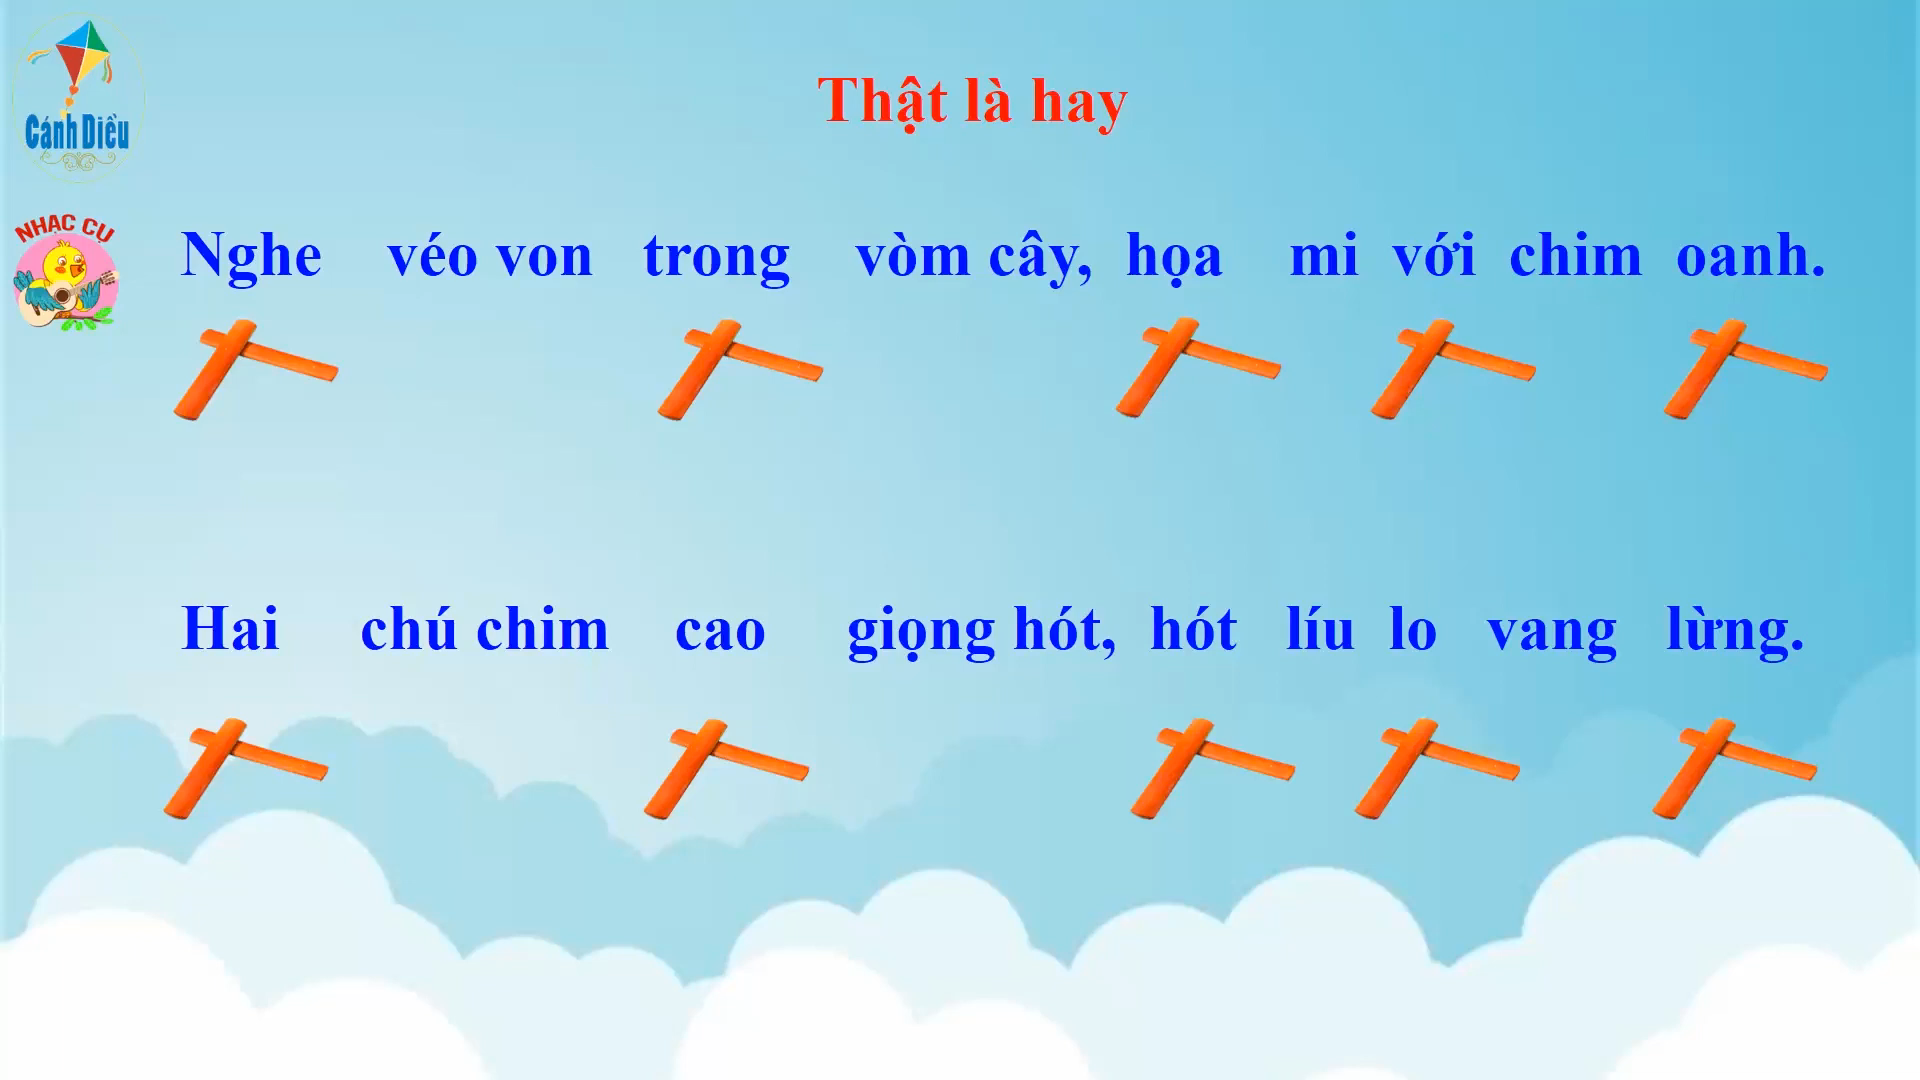 Cánh Diều
Thật là hay
NHẠC CỤ
Nghe véo von trong vòm cây, họa mi với chim oanh.
Hai chú chim cao giọng hót, hót líu lo vang lừng.